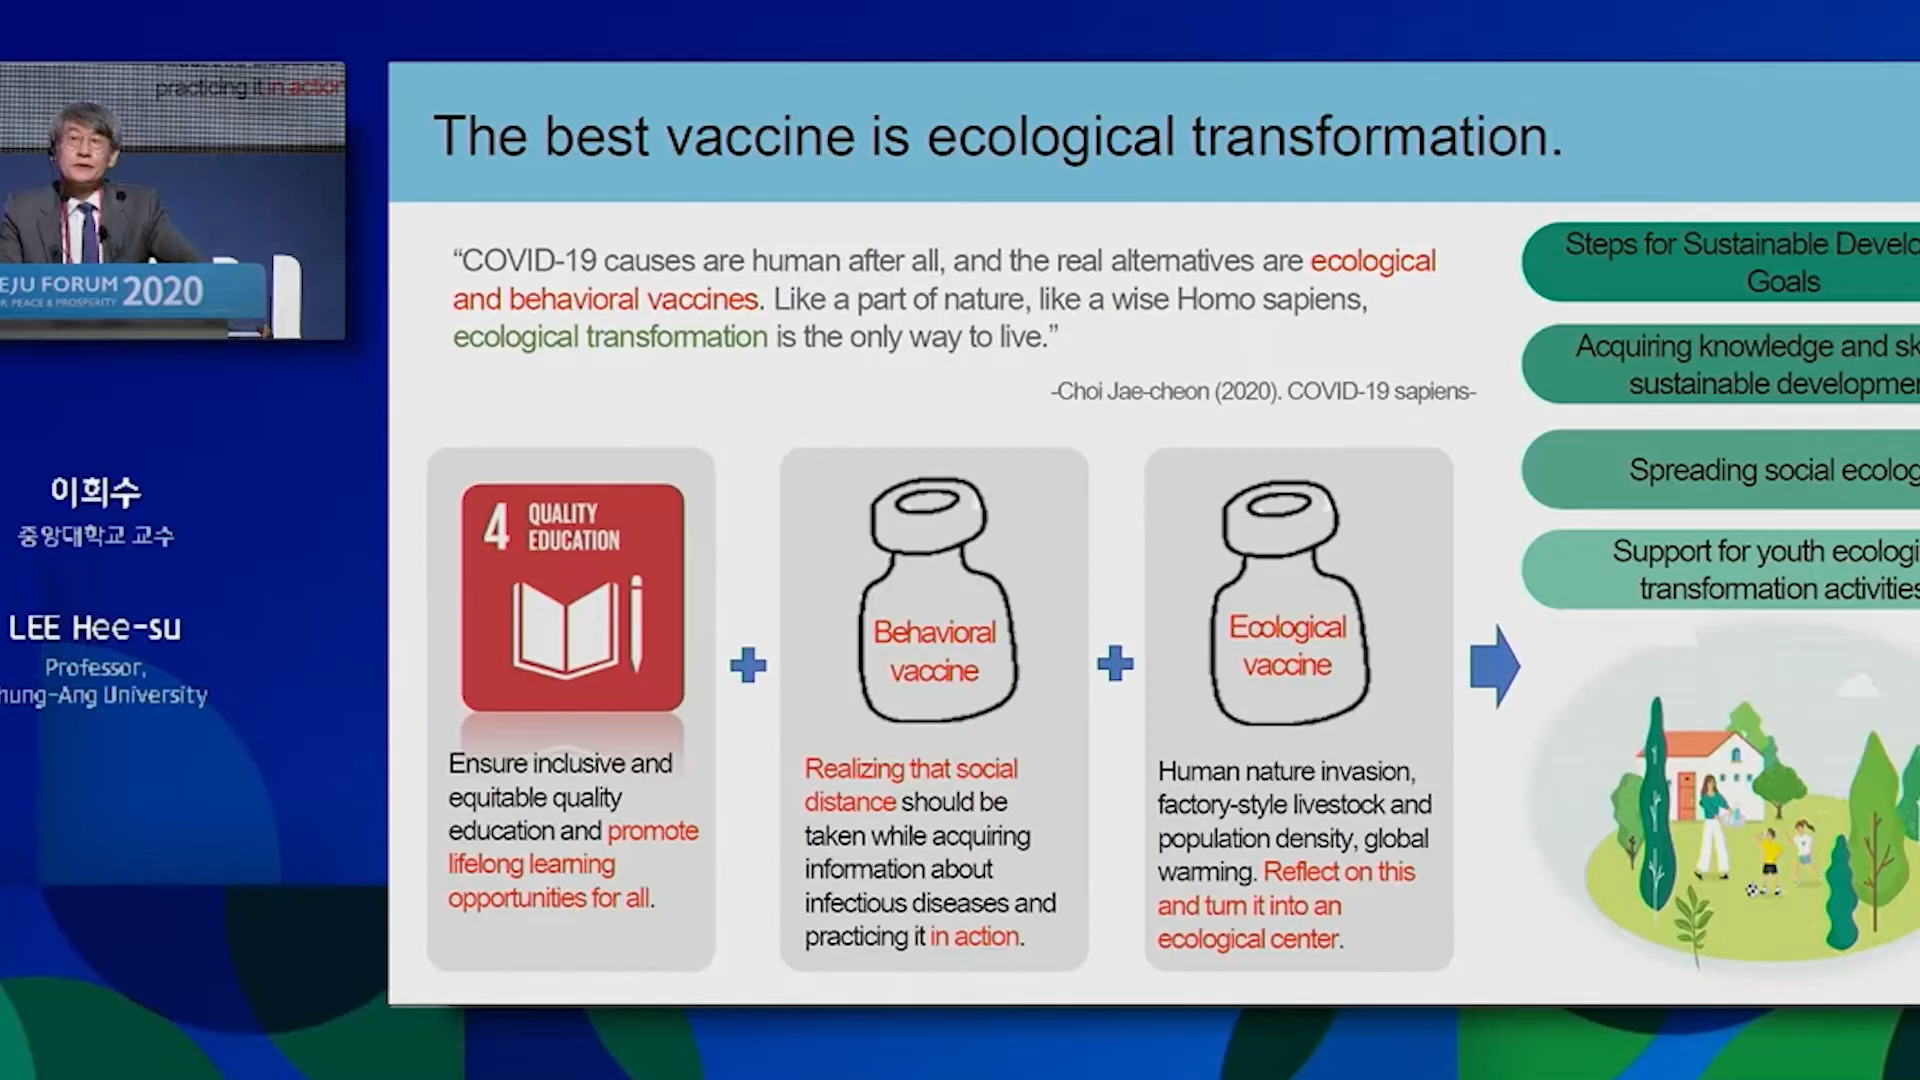 practicing it in action
EJU FORUM 2020
PEACE & PROSPERITY
이희수
중앙대학교 교수
LEE Hee-su
Professor,
hung-Ang University
The best vaccine is ecological transformation.
“COVID-19 causes are human after all, and the real alternatives are ecological
and behavioral vaccines. Like a part of nature, like a wise Homo sapiens,
ecological transformation is the only way to live.”
-Choi Jae-cheon (2020). COVID-19 sapiens-
4 QUALITY
EDUCATION
Ensure inclusive and
equitable quality
education and promote
lifelong learning
opportunities for all.
Behavioral
vaccine
Realizing that social
distance should be
taken while acquiring
information about
infectious diseases and
practicing it in action.
Ecological
vaccine
Human nature invasion,
factory-style livestock and
population density, global
warming. Reflect on this
and turn it into an
ecological center.
Steps for Sustainable Develo
Goals
Acquiring knowledge and sk
sustainable developmen
Spreading social ecolog
Support for youth ecologi
transformation activities